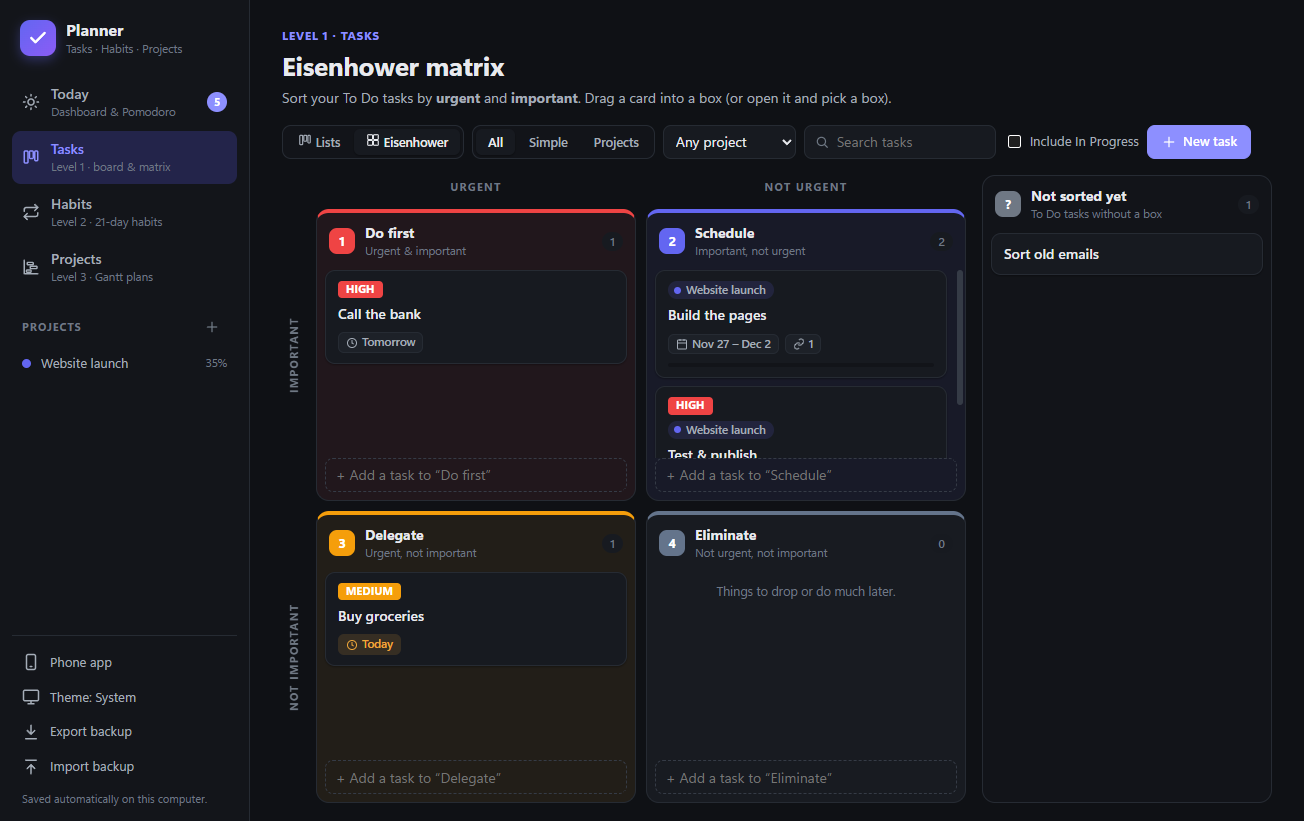 Planner
Tasks · Habits · Projects
Today
Dashboard & Pomodoro
5
Tasks
Level 1 · board & matrix
Habits
Level 2 · 21-day habits
Projects
Level 3 · Gantt plans
PROJECTS
Website launch
35%
Phone app
Theme: System
Export backup
Import backup
Saved automatically on this computer.
LEVEL 1 · TASKS
Eisenhower matrix
Sort your To Do tasks by urgent and important. Drag a card into a box (or open it and pick a box).
Lists
Eisenhower
All
Simple
Projects
Any project
Search tasks
Include In Progress
+ New task
URGENT
NOT URGENT
IMPORTANT
1
Do first
Urgent & important
1
HIGH
Call the bank
Tomorrow
+ Add a task to “Do first”
2
Schedule
Important, not urgent
2
Website launch
Build the pages
Nov 27 – Dec 2
1
HIGH
Website launch
Test & publish
+ Add a task to “Schedule”
NOT IMPORTANT
3
Delegate
Urgent, not important
1
MEDIUM
Buy groceries
Today
+ Add a task to “Delegate”
4
Eliminate
Not urgent, not important
0
Things to drop or do much later.
+ Add a task to “Eliminate”
?
Not sorted yet
To Do tasks without a box
1
Sort old emails